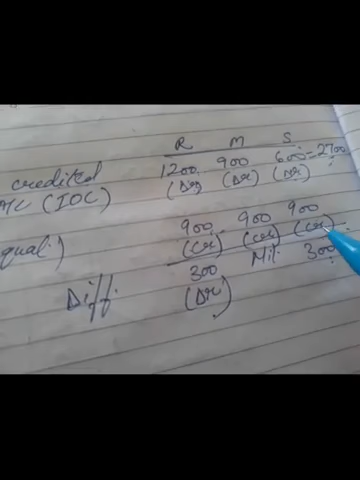 R M S
credited 1200 900 600 = 2700
A/c (IOC) (Dr) (Dr) (Dr)
900 900 900
qual) (Cr) (Cr) (Cr)
Diff. 300 Nil. 300
(Dr)